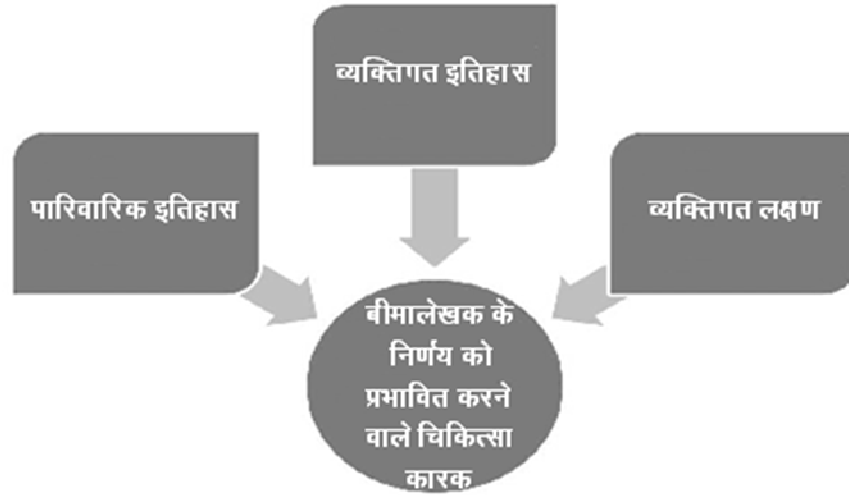 व्यक्तिगत इतिहास
पारिवारिक इतिहास
व्यक्तिगत लक्षण
बीमालेखक के
निर्णय को
प्रभावित करने
वाले चिकित्सा
कारक